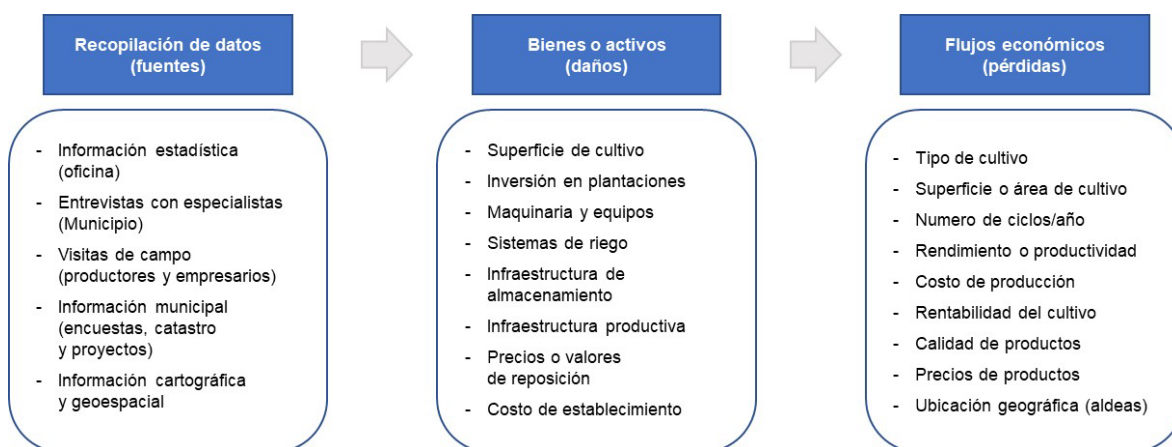 Recopilación de datos
(fuentes)
- Información estadística
(oficina)
- Entrevistas con especialistas
(Municipio)
- Visitas de campo
(productores y empresarios)
- Información municipal
(encuestas, catastro
y proyectos)
- Información cartográfica
y geoespacial
Bienes o activos
(daños)
- Superficie de cultivo
- Inversión en plantaciones
- Maquinaria y equipos
- Sistemas de riego
- Infraestructura de
almacenamiento
- Infraestructura productiva
- Precios o valores
de reposición
- Costo de establecimiento
Flujos económicos
(pérdidas)
- Tipo de cultivo
- Superficie o área de cultivo
- Numero de ciclos/año
- Rendimiento o productividad
- Costo de producción
- Rentabilidad del cultivo
- Calidad de productos
- Precios de productos
- Ubicación geográfica (aldeas)